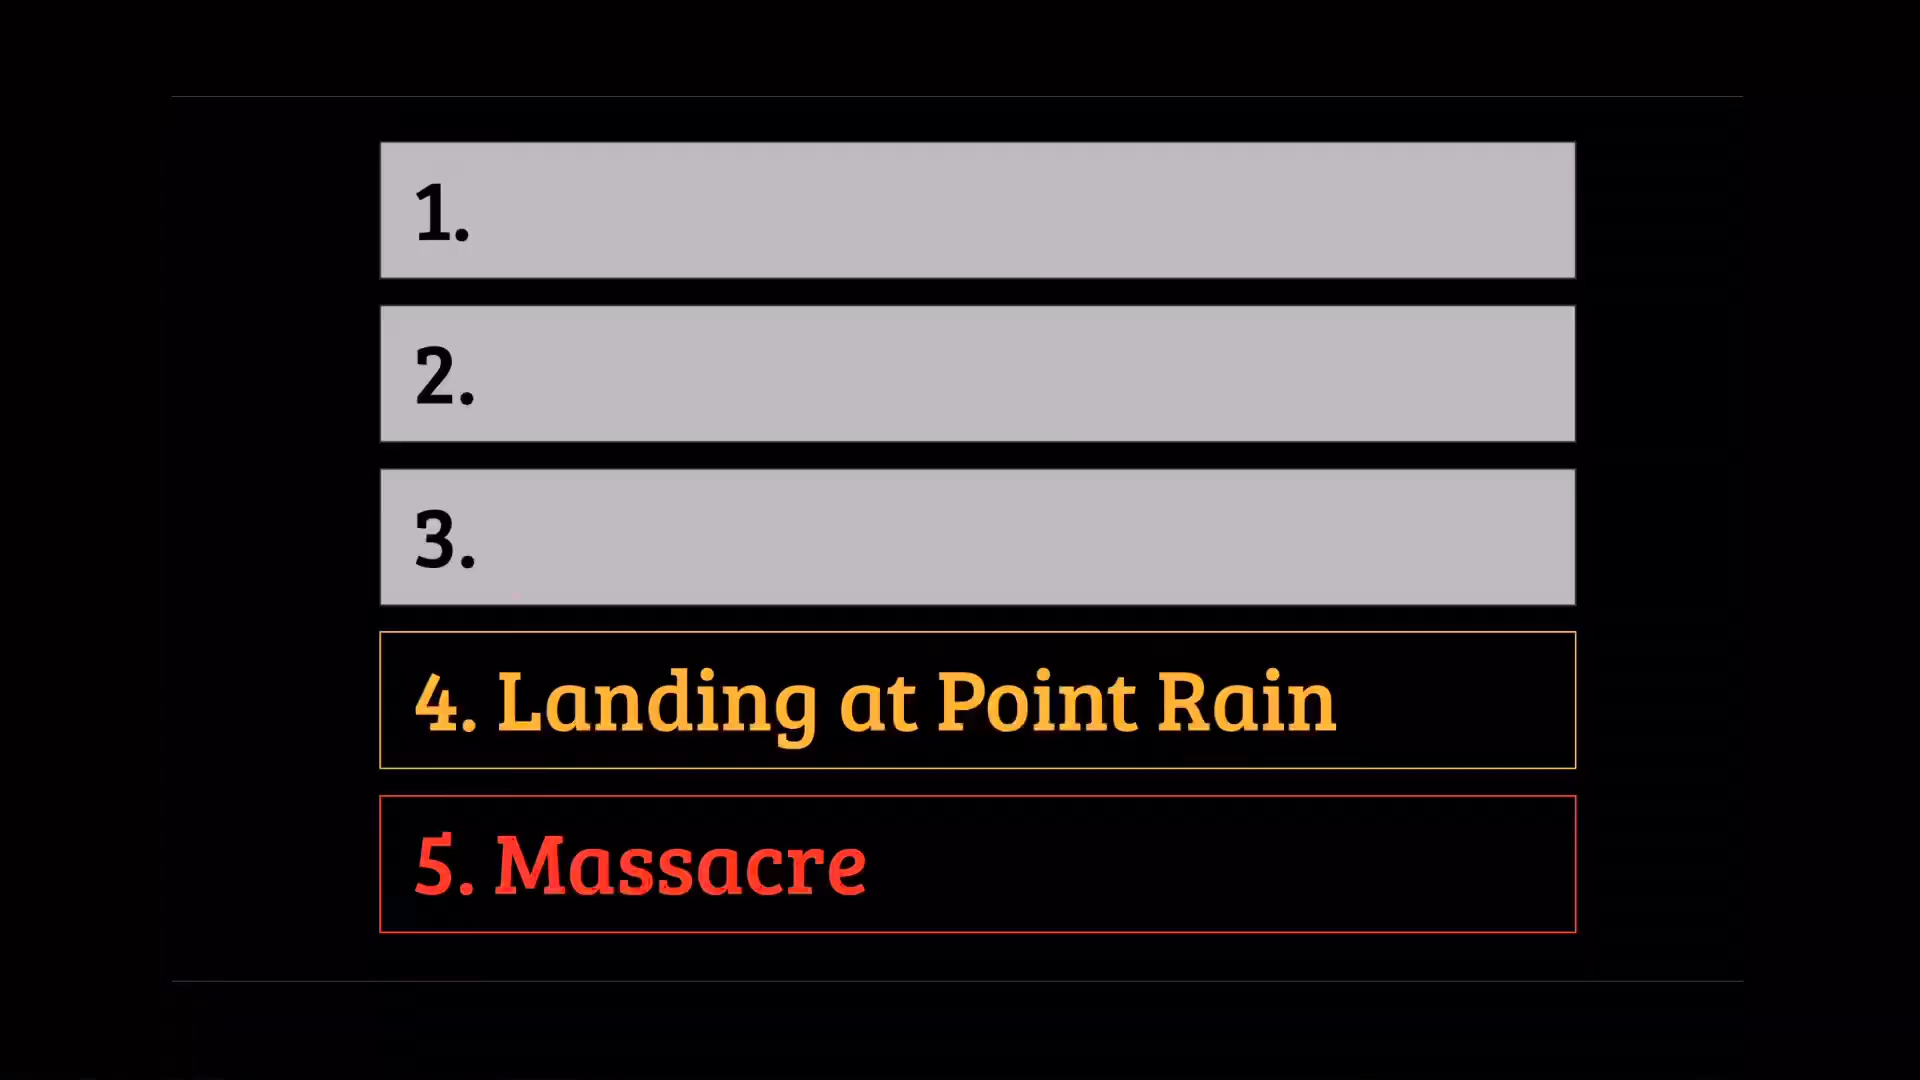 1.
2.
3.
4. Landing at Point Rain
5. Massacre